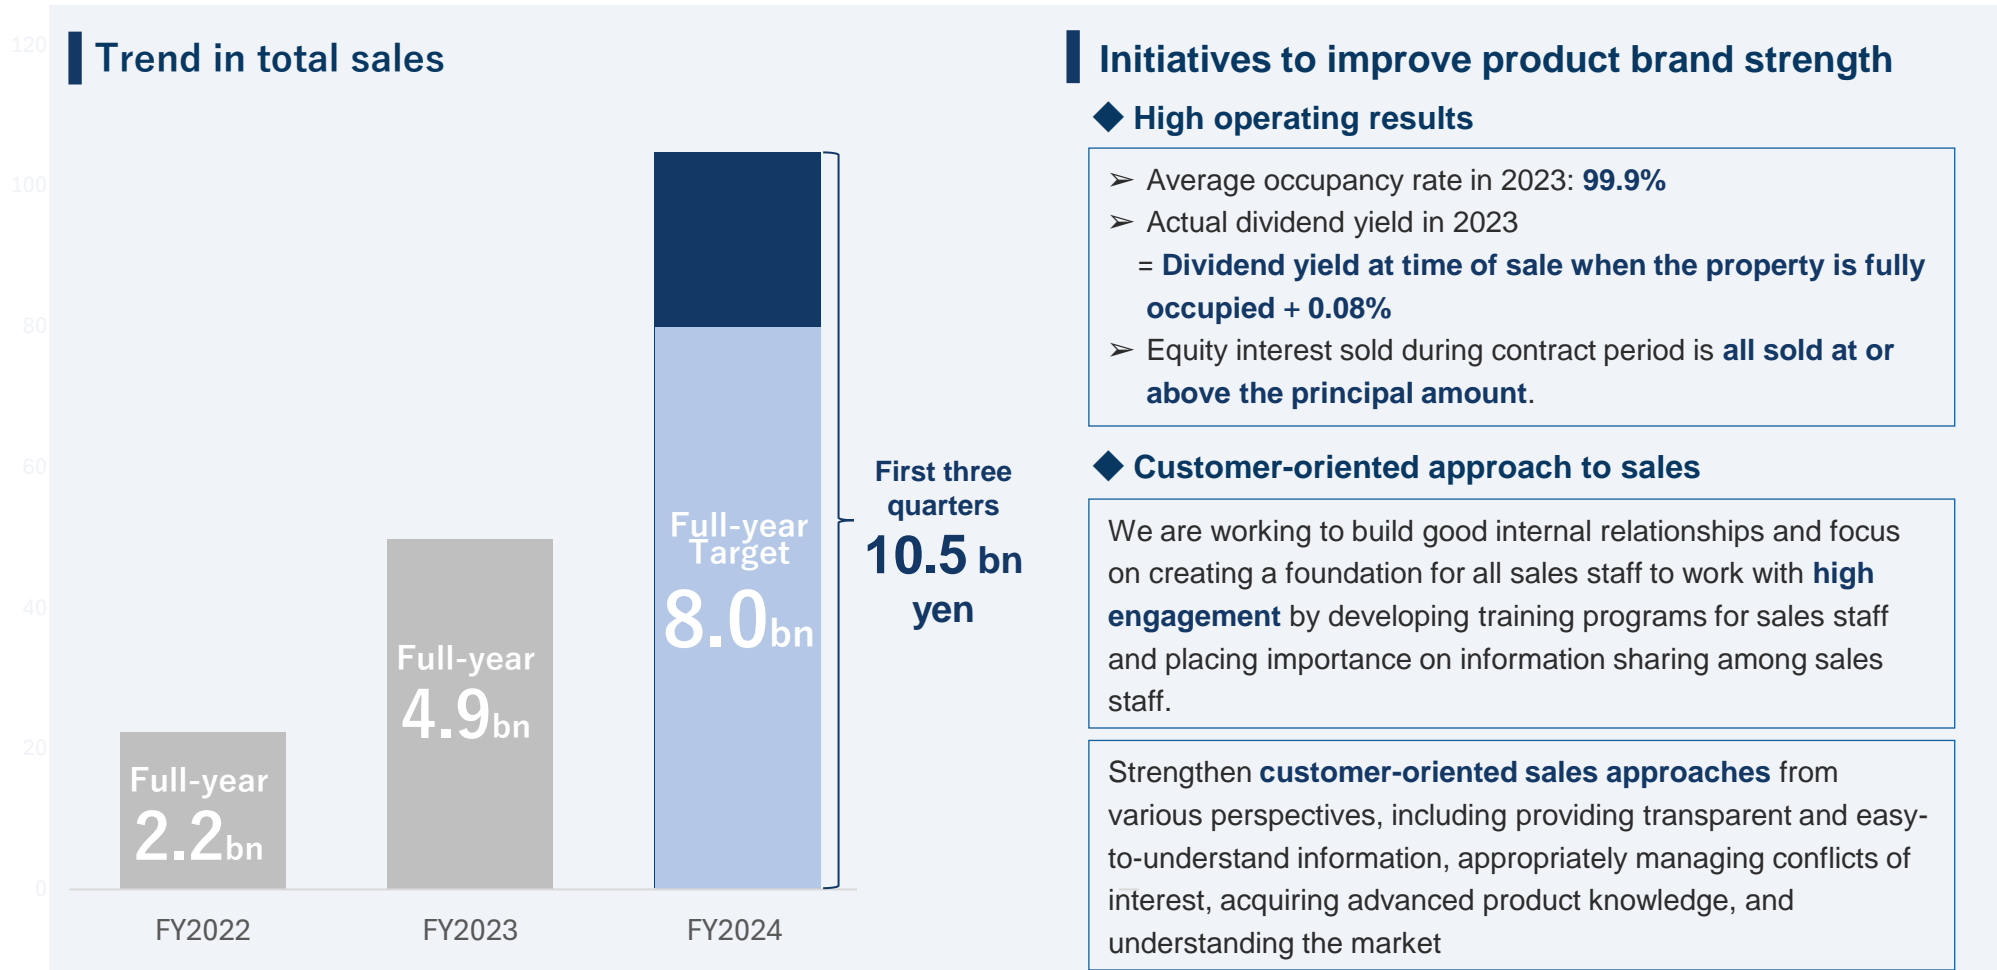 Trend in total sales
120
100
80
60
40
20
0
Full-year
2.2bn
Full-year
4.9bn
Full-year
Target
8.0bn
First three
quarters
10.5 bn
yen
FY2022
FY2023
FY2024
Initiatives to improve product brand strength
◆ High operating results
➢ Average occupancy rate in 2023: 99.9%
➢ Actual dividend yield in 2023
= Dividend yield at time of sale when the property is fully
occupied + 0.08%
➢ Equity interest sold during contract period is all sold at or
above the principal amount.
◆ Customer-oriented approach to sales
We are working to build good internal relationships and focus
on creating a foundation for all sales staff to work with high
engagement by developing training programs for sales staff
and placing importance on information sharing among sales
staff.
Strengthen customer-oriented sales approaches from
various perspectives, including providing transparent and easy-
to-understand information, appropriately managing conflicts of
interest, acquiring advanced product knowledge, and
understanding the market